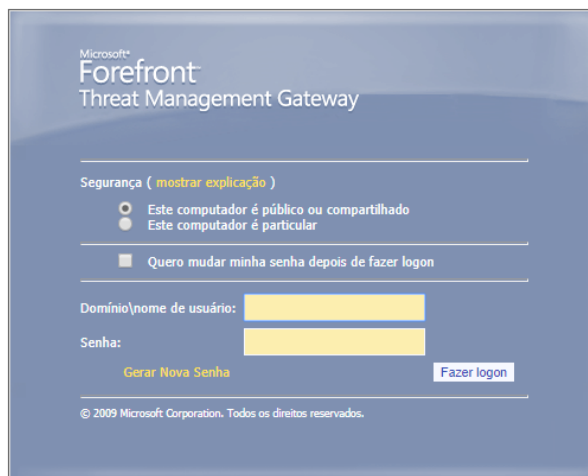 Microsoft®
Forefront™
Threat Management Gateway
Segurança ( mostrar explicação )
Este computador é público ou compartilhado
Este computador é particular
Quero mudar minha senha depois de fazer logon
Domínio\nome de usuário:
Senha:
Gerar Nova Senha Fazer logon
© 2009 Microsoft Corporation. Todos os direitos reservados.